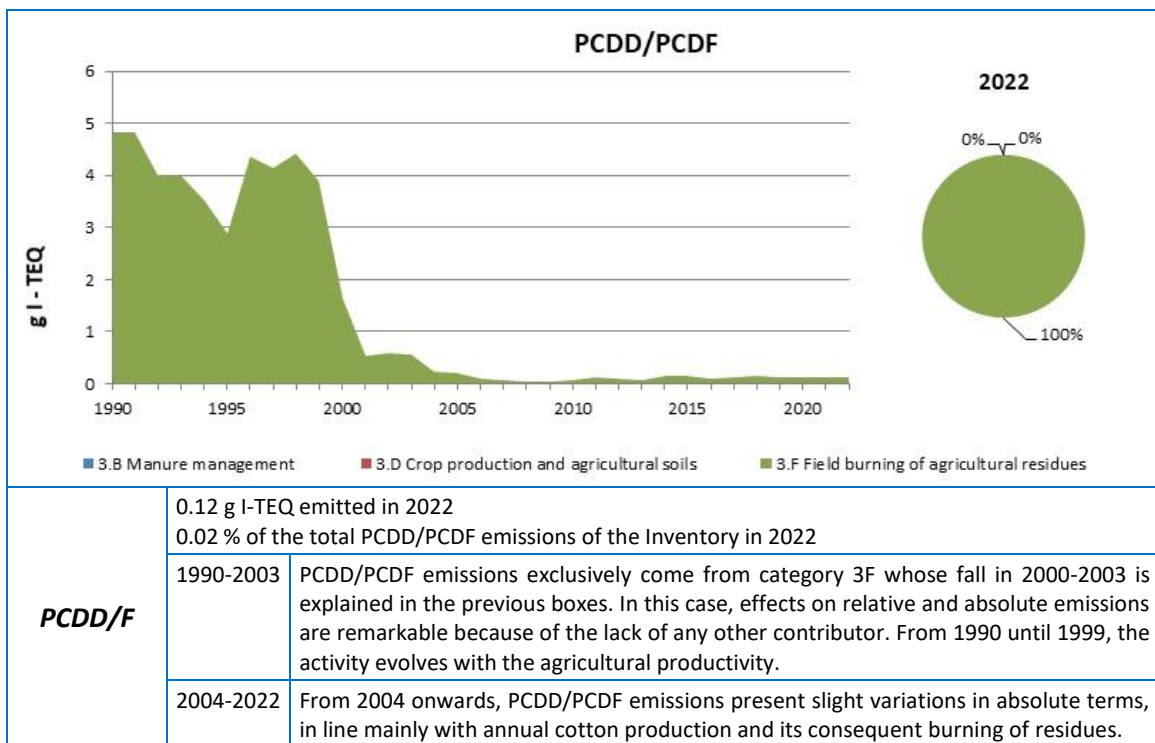 PCDD/PCDF
6
5
4
3
2
1
0
g I - TEQ
1990
1995
2000
2005
2010
2015
2020
2022
0%
0%
100%
3.B Manure management
3.D Crop production and agricultural soils
3.F Field burning of agricultural residues
PCDD/F
0.12 g I-TEQ emitted in 2022
0.02 % of the total PCDD/PCDF emissions of the Inventory in 2022
1990-2003
PCDD/PCDF emissions exclusively come from category 3F whose fall in 2000-2003 is
explained in the previous boxes. In this case, effects on relative and absolute emissions
are remarkable because of the lack of any other contributor. From 1990 until 1999, the
activity evolves with the agricultural productivity.
2004-2022
From 2004 onwards, PCDD/PCDF emissions present slight variations in absolute terms,
in line mainly with annual cotton production and its consequent burning of residues.